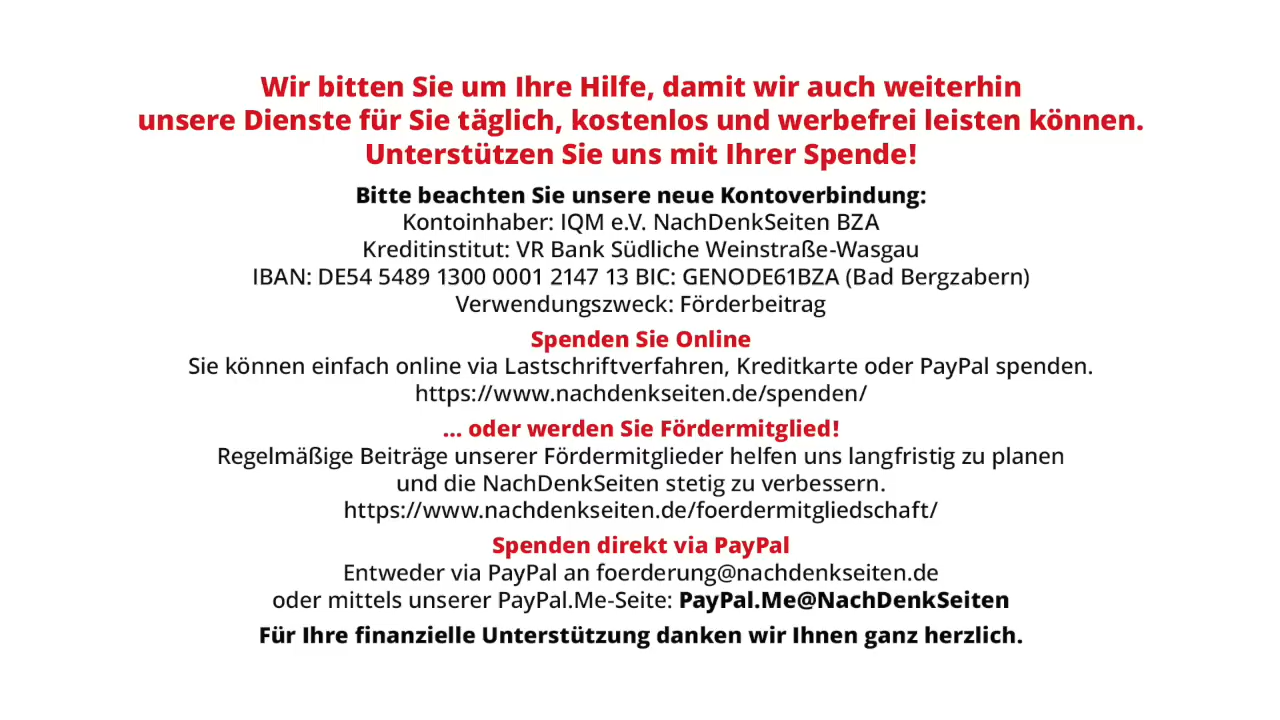 Wir bitten Sie um Ihre Hilfe, damit wir auch weiterhin
unsere Dienste für Sie täglich, kostenlos und werbefrei leisten können.
Unterstützen Sie uns mit Ihrer Spende!
Bitte beachten Sie unsere neue Kontoverbindung:
Kontoinhaber: IQM e.V. NachDenkSeiten BZA
Kreditinstitut: VR Bank Südliche Weinstraße-Wasgau
IBAN: DE54 5489 1300 0001 2147 13 BIC: GENODE61BZA (Bad Bergzabern)
Verwendungszweck: Förderbeitrag
Spenden Sie Online
Sie können einfach online via Lastschriftverfahren, Kreditkarte oder PayPal spenden.
https://www.nachdenkseiten.de/spenden/
... oder werden Sie Fördermitglied!
Regelmäßige Beiträge unserer Fördermitglieder helfen uns langfristig zu planen
und die NachDenkSeiten stetig zu verbessern.
https://www.nachdenkseiten.de/foerdermitgliedschaft/
Spenden direkt via PayPal
Entweder via PayPal an foerderung@nachdenkseiten.de
oder mittels unserer PayPal.Me-Seite: PayPal.Me@NachDenkSeiten
Für Ihre finanzielle Unterstützung danken wir Ihnen ganz herzlich.